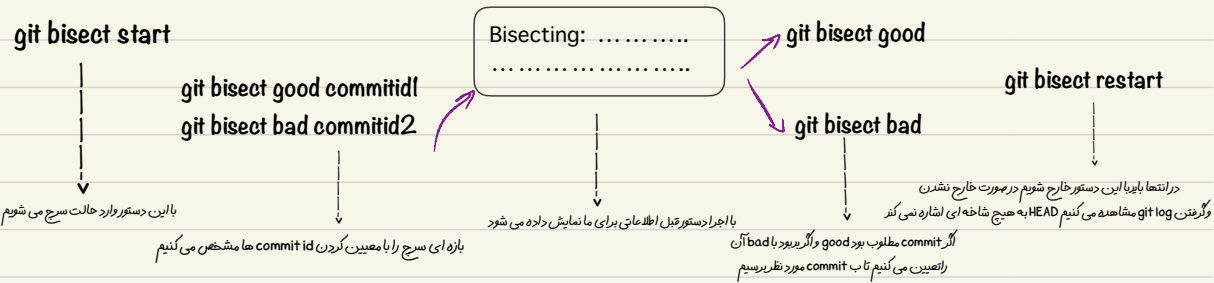 git bisect start
با این دستور وارد حالت سرچ می شویم
git bisect good commitid1
git bisect bad commitid2
بازه ای سرچ را با معین کردن commit id ها مشخص می کنیم
Bisecting: ...........
......................
با اجرا دستور قبل اطلاعاتی برای ما نمایش داده می شود
git bisect good
git bisect bad
اگر commit مطلوب بود good و اگر بد بود با bad آن
را تعیین می کنیم تا ب commit مورد نظر برسیم
git bisect restart
در انتها باید با این دستور خارج شویم در صورت خارج نشدن
و گرفتن git log مشاهده می کنیم HEAD به هیچ شاخه ای اشاره نمی کند